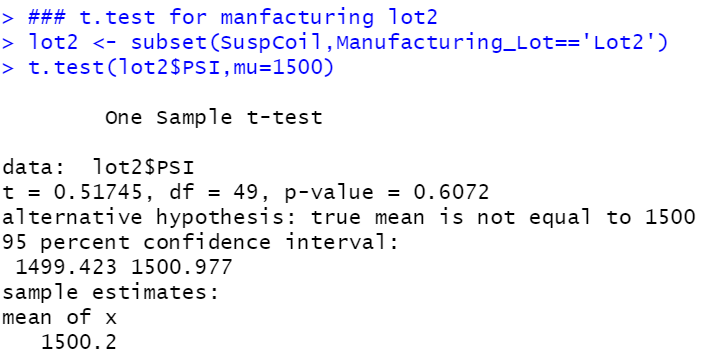 > ### t.test for manfacturing lot2
> lot2 <- subset(SuspCoil,Manufacturing_Lot=='Lot2')
> t.test(lot2$PSI,mu=1500)
One Sample t-test
data:  lot2$PSI
t = 0.51745, df = 49, p-value = 0.6072
alternative hypothesis: true mean is not equal to 1500
95 percent confidence interval:
1499.423 1500.977
sample estimates:
mean of x
1500.2